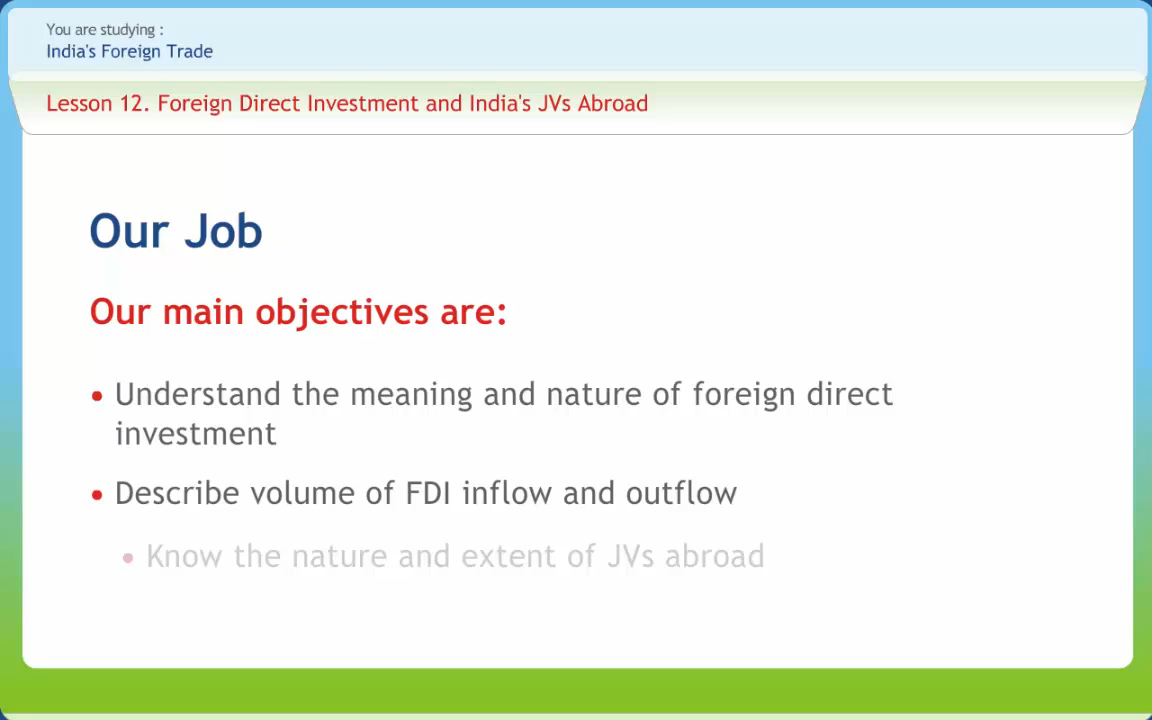 You are studying :
India's Foreign Trade
Lesson 12. Foreign Direct Investment and India's JVs Abroad
Our Job
Our main objectives are:
• Understand the meaning and nature of foreign direct
investment
• Describe volume of FDI inflow and outflow
• Know the nature and extent of JVs abroad